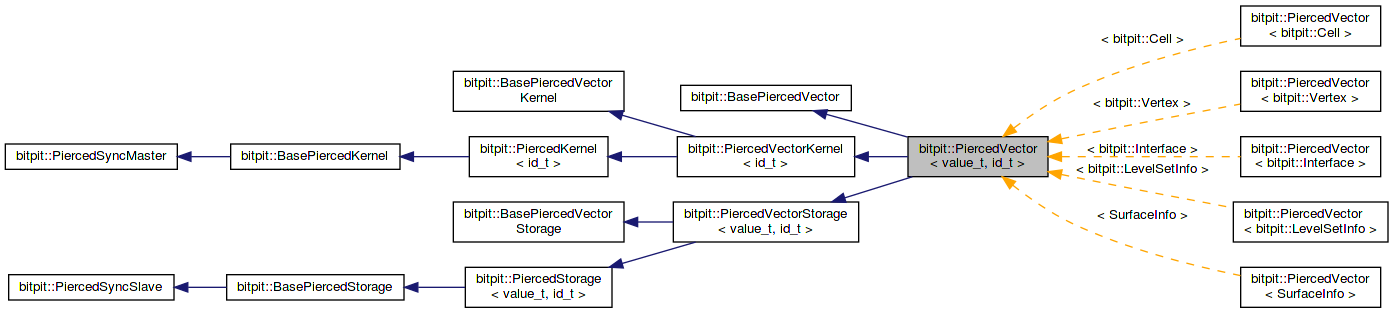 bitpit::PiercedSyncMaster
bitpit::PiercedSyncSlave
bitpit::BasePiercedKernel
bitpit::BasePiercedStorage
bitpit::BasePiercedVector
Kernel
bitpit::PiercedKernel
< id_t >
bitpit::BasePiercedVector
Storage
bitpit::PiercedStorage
< value_t, id_t >
bitpit::BasePiercedVector
bitpit::PiercedVectorKernel
< id_t >
bitpit::PiercedVectorStorage
< value_t, id_t >
bitpit::PiercedVector
< value_t, id_t >
< bitpit::Cell >
< bitpit::Vertex >
< bitpit::Interface >
< bitpit::LevelSetInfo >
< SurfaceInfo >
bitpit::PiercedVector
< bitpit::Cell >
bitpit::PiercedVector
< bitpit::Vertex >
bitpit::PiercedVector
< bitpit::Interface >
bitpit::PiercedVector
< bitpit::LevelSetInfo >
bitpit::PiercedVector
< SurfaceInfo >